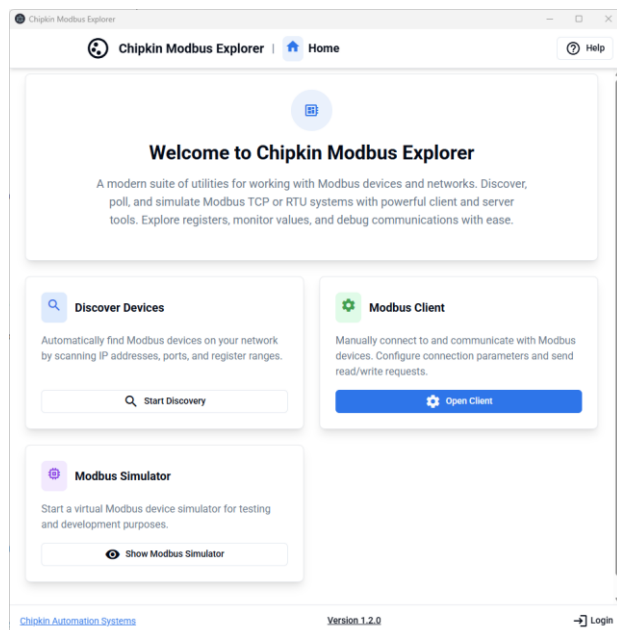 Chipkin Modbus Explorer
Chipkin Modbus Explorer | Home
Help
Welcome to Chipkin Modbus Explorer
A modern suite of utilities for working with Modbus devices and networks. Discover,
poll, and simulate Modbus TCP or RTU systems with powerful client and server
tools. Explore registers, monitor values, and debug communications with ease.
Discover Devices
Automatically find Modbus devices on your network
by scanning IP addresses, ports, and register ranges.
Start Discovery
Modbus Client
Manually connect to and communicate with Modbus
devices. Configure connection parameters and send
read/write requests.
Open Client
Modbus Simulator
Start a virtual Modbus device simulator for testing
and development purposes.
Show Modbus Simulator
Chipkin Automation Systems
Version 1.2.0
Login